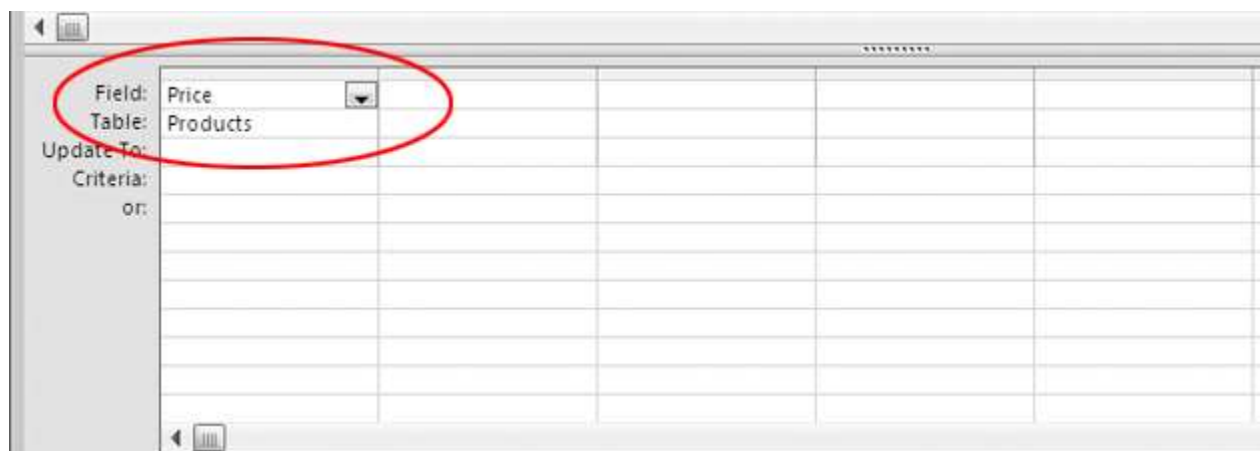 Field: Price
Table: Products
Update To:
Criteria:
or: